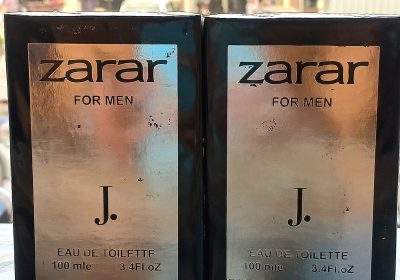 zarar
FOR MEN
J.
EAU DE TOILETTE
100 mle 3.4Fl.oZ
zarar
FOR MEN
J.
EAU DE TOILETTE
100 mle 3.4Fl.oZ